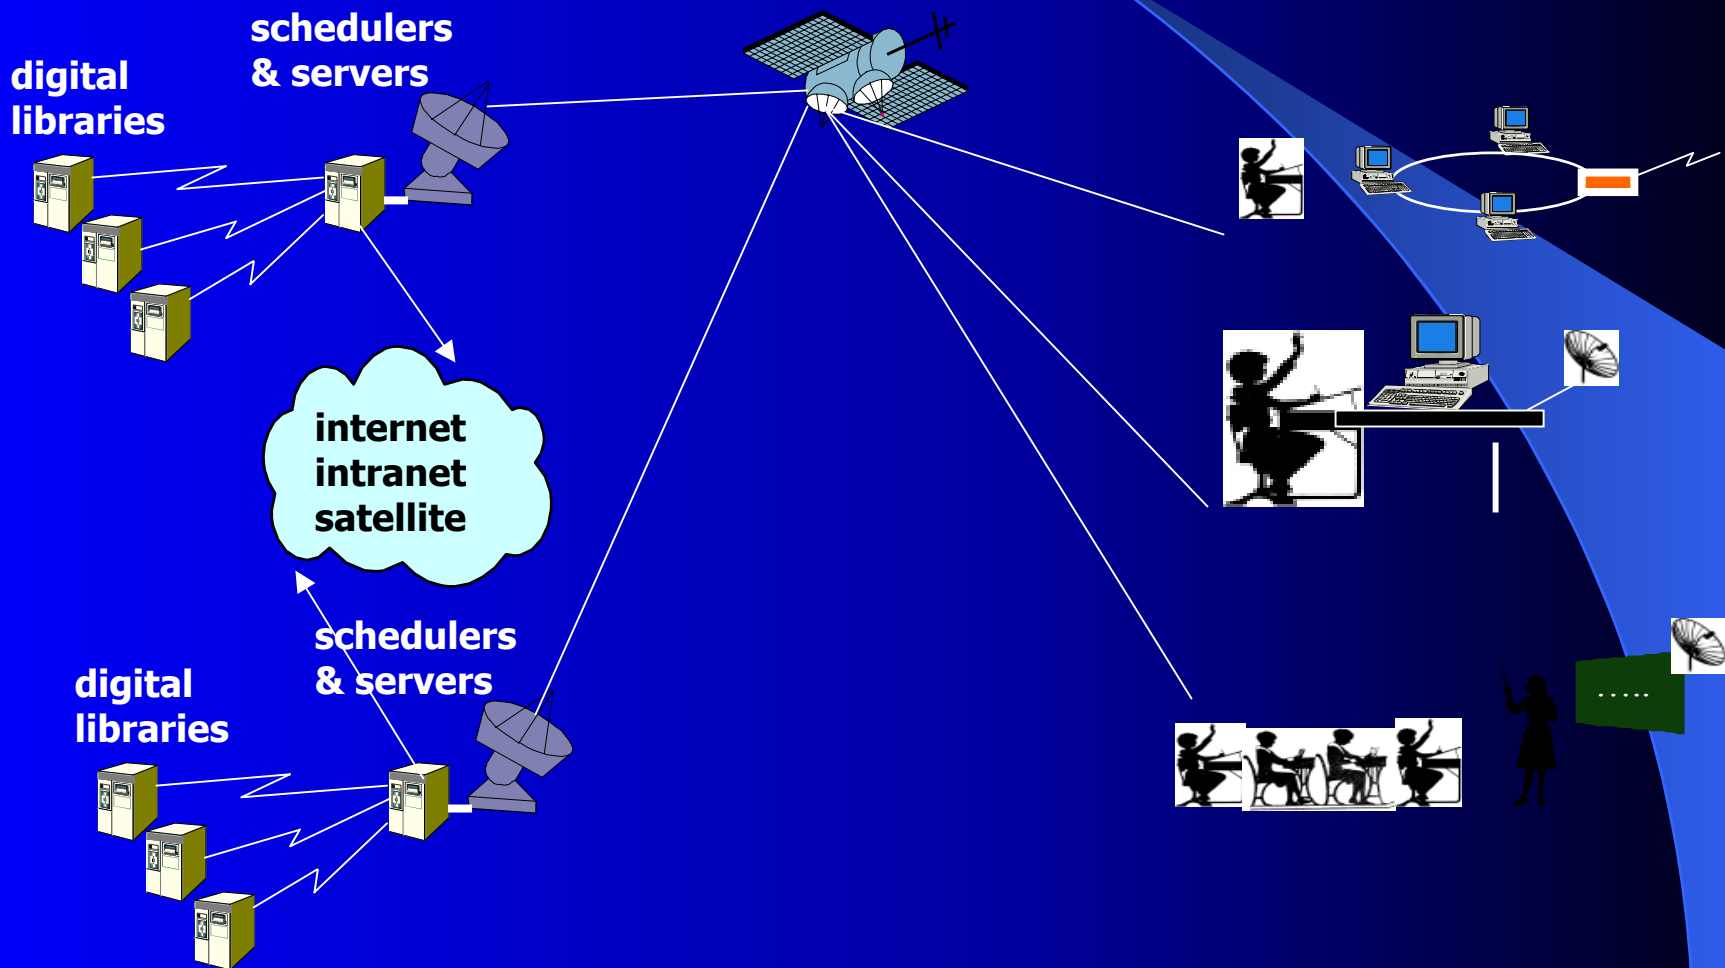 schedulers
& servers
digital
libraries
internet
intranet
satellite
schedulers
& servers
digital
libraries